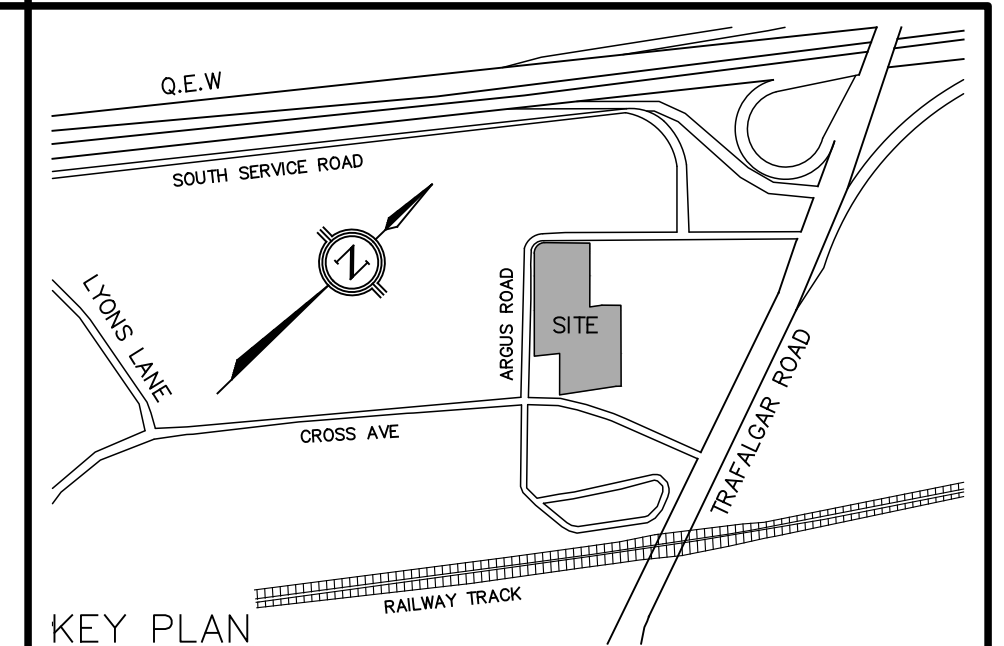 Q.E.W
SOUTH SERVICE ROAD
N
LYONS LANE
ARGUS ROAD
SITE
TRAFALGAR ROAD
CROSS AVE
RAILWAY TRACK
KEY PLAN